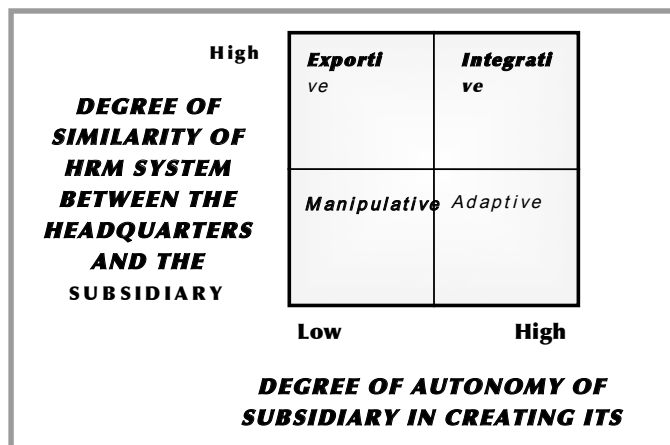 High
DEGREE OF
SIMILARITY OF
HRM SYSTEM
BETWEEN THE
HEADQUARTERS
AND THE
SUBSIDIARY
Exporti
ve
Integrati
ve
Manipulative
Adaptive
Low
High
DEGREE OF AUTONOMY OF
SUBSIDIARY IN CREATING ITS